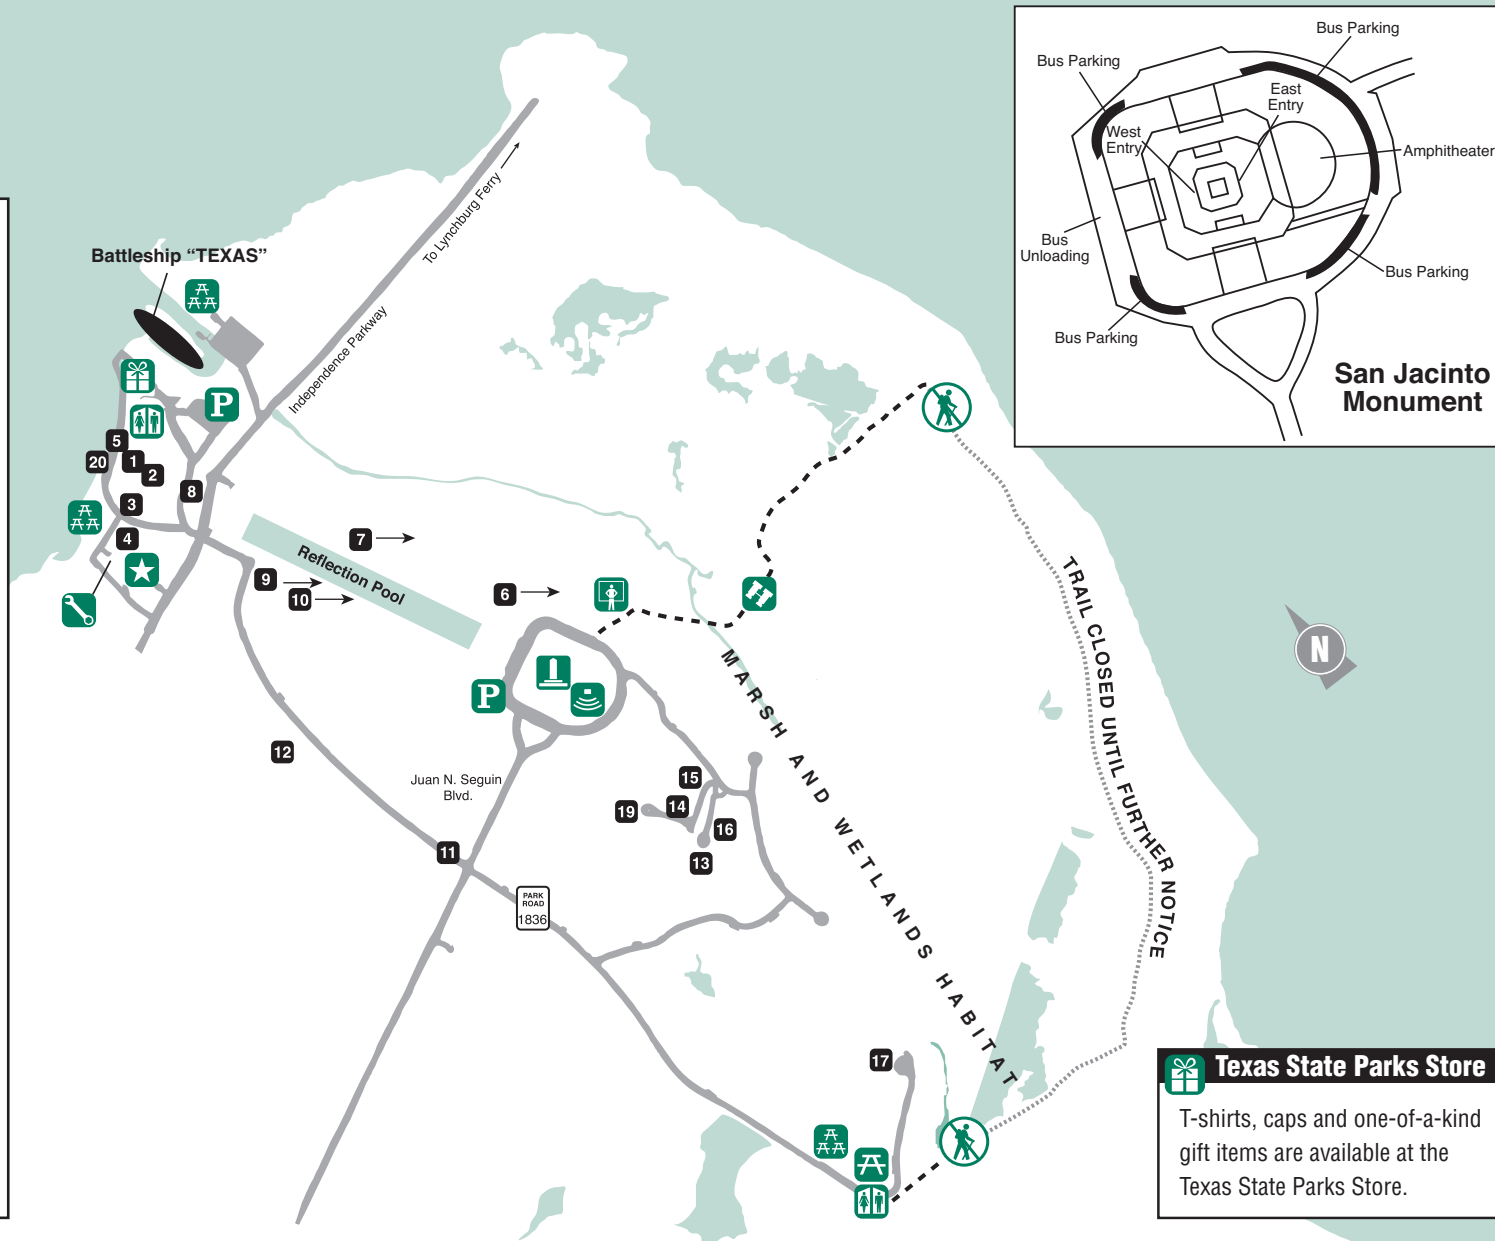 Battleship “TEXAS”
To Lynchburg Ferry
Independence Parkway
P
5
20
1
2
8
3
4
7
Reflection Pool
9
10
6
P
12
Juan N. Seguin
Blvd.
11
PARK
ROAD
1836
15
14
19
16
13
17
MARSH AND WETLANDS HABITAT
TRAIL CLOSED UNTIL FURTHER NOTICE
N
Bus Parking
Bus Parking
East
Entry
West
Entry
Amphitheater
Bus
Unloading
Bus Parking
Bus Parking
San Jacinto
Monument
Texas State Parks Store
T-shirts, caps and one-of-a-kind
gift items are available at the
Texas State Parks Store.